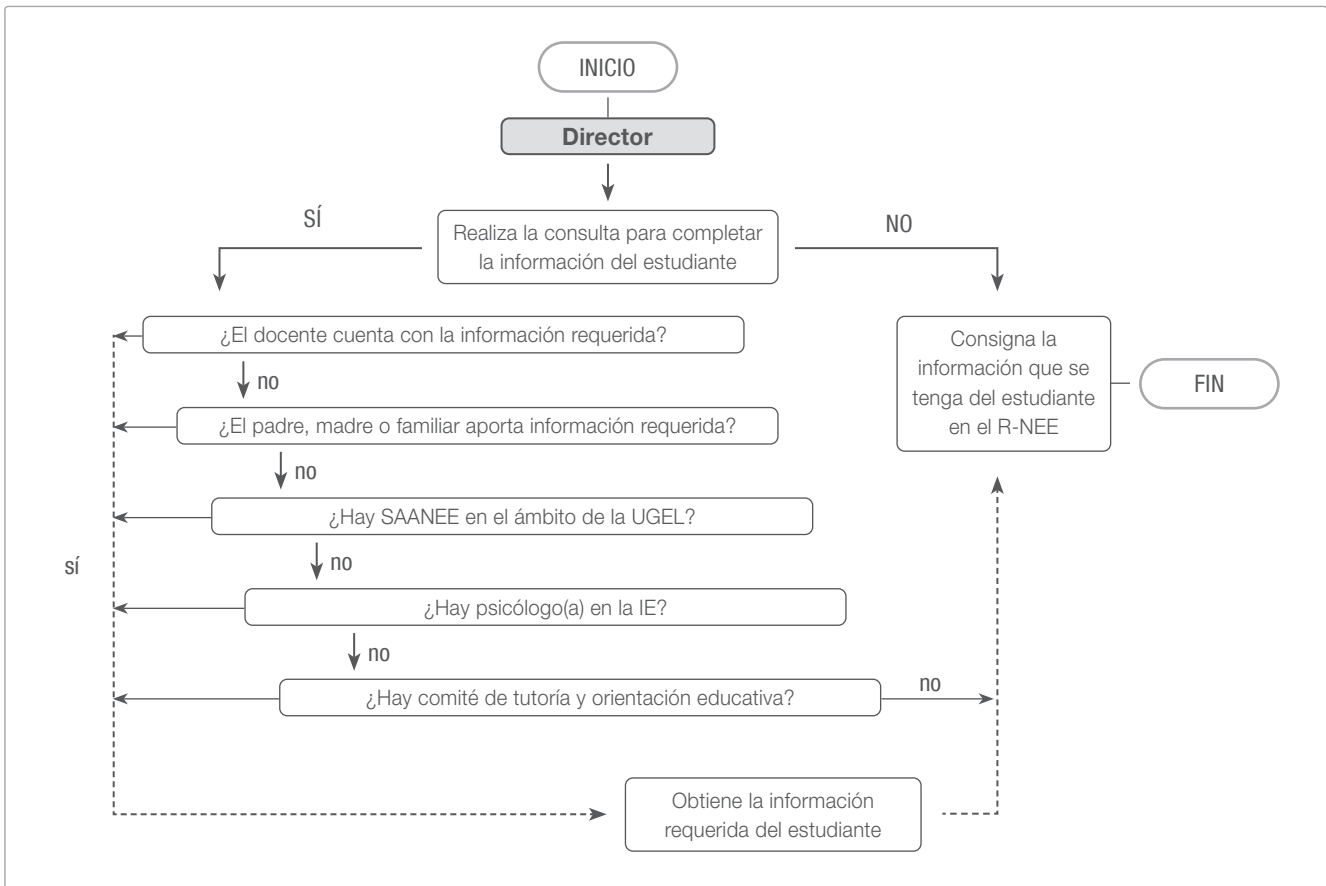 INICIO
Director
SÍ
NO
Realiza la consulta para completar
la información del estudiante
¿El docente cuenta con la información requerida?
no
¿El padre, madre o familiar aporta información requerida?
no
¿Hay SAANEE en el ámbito de la UGEL?
no
sí
¿Hay psicólogo(a) en la IE?
no
¿Hay comité de tutoría y orientación educativa?
no
Obtiene la información
requerida del estudiante
Consigna la
información que se
tenga del estudiante
en el R-NEE
FIN